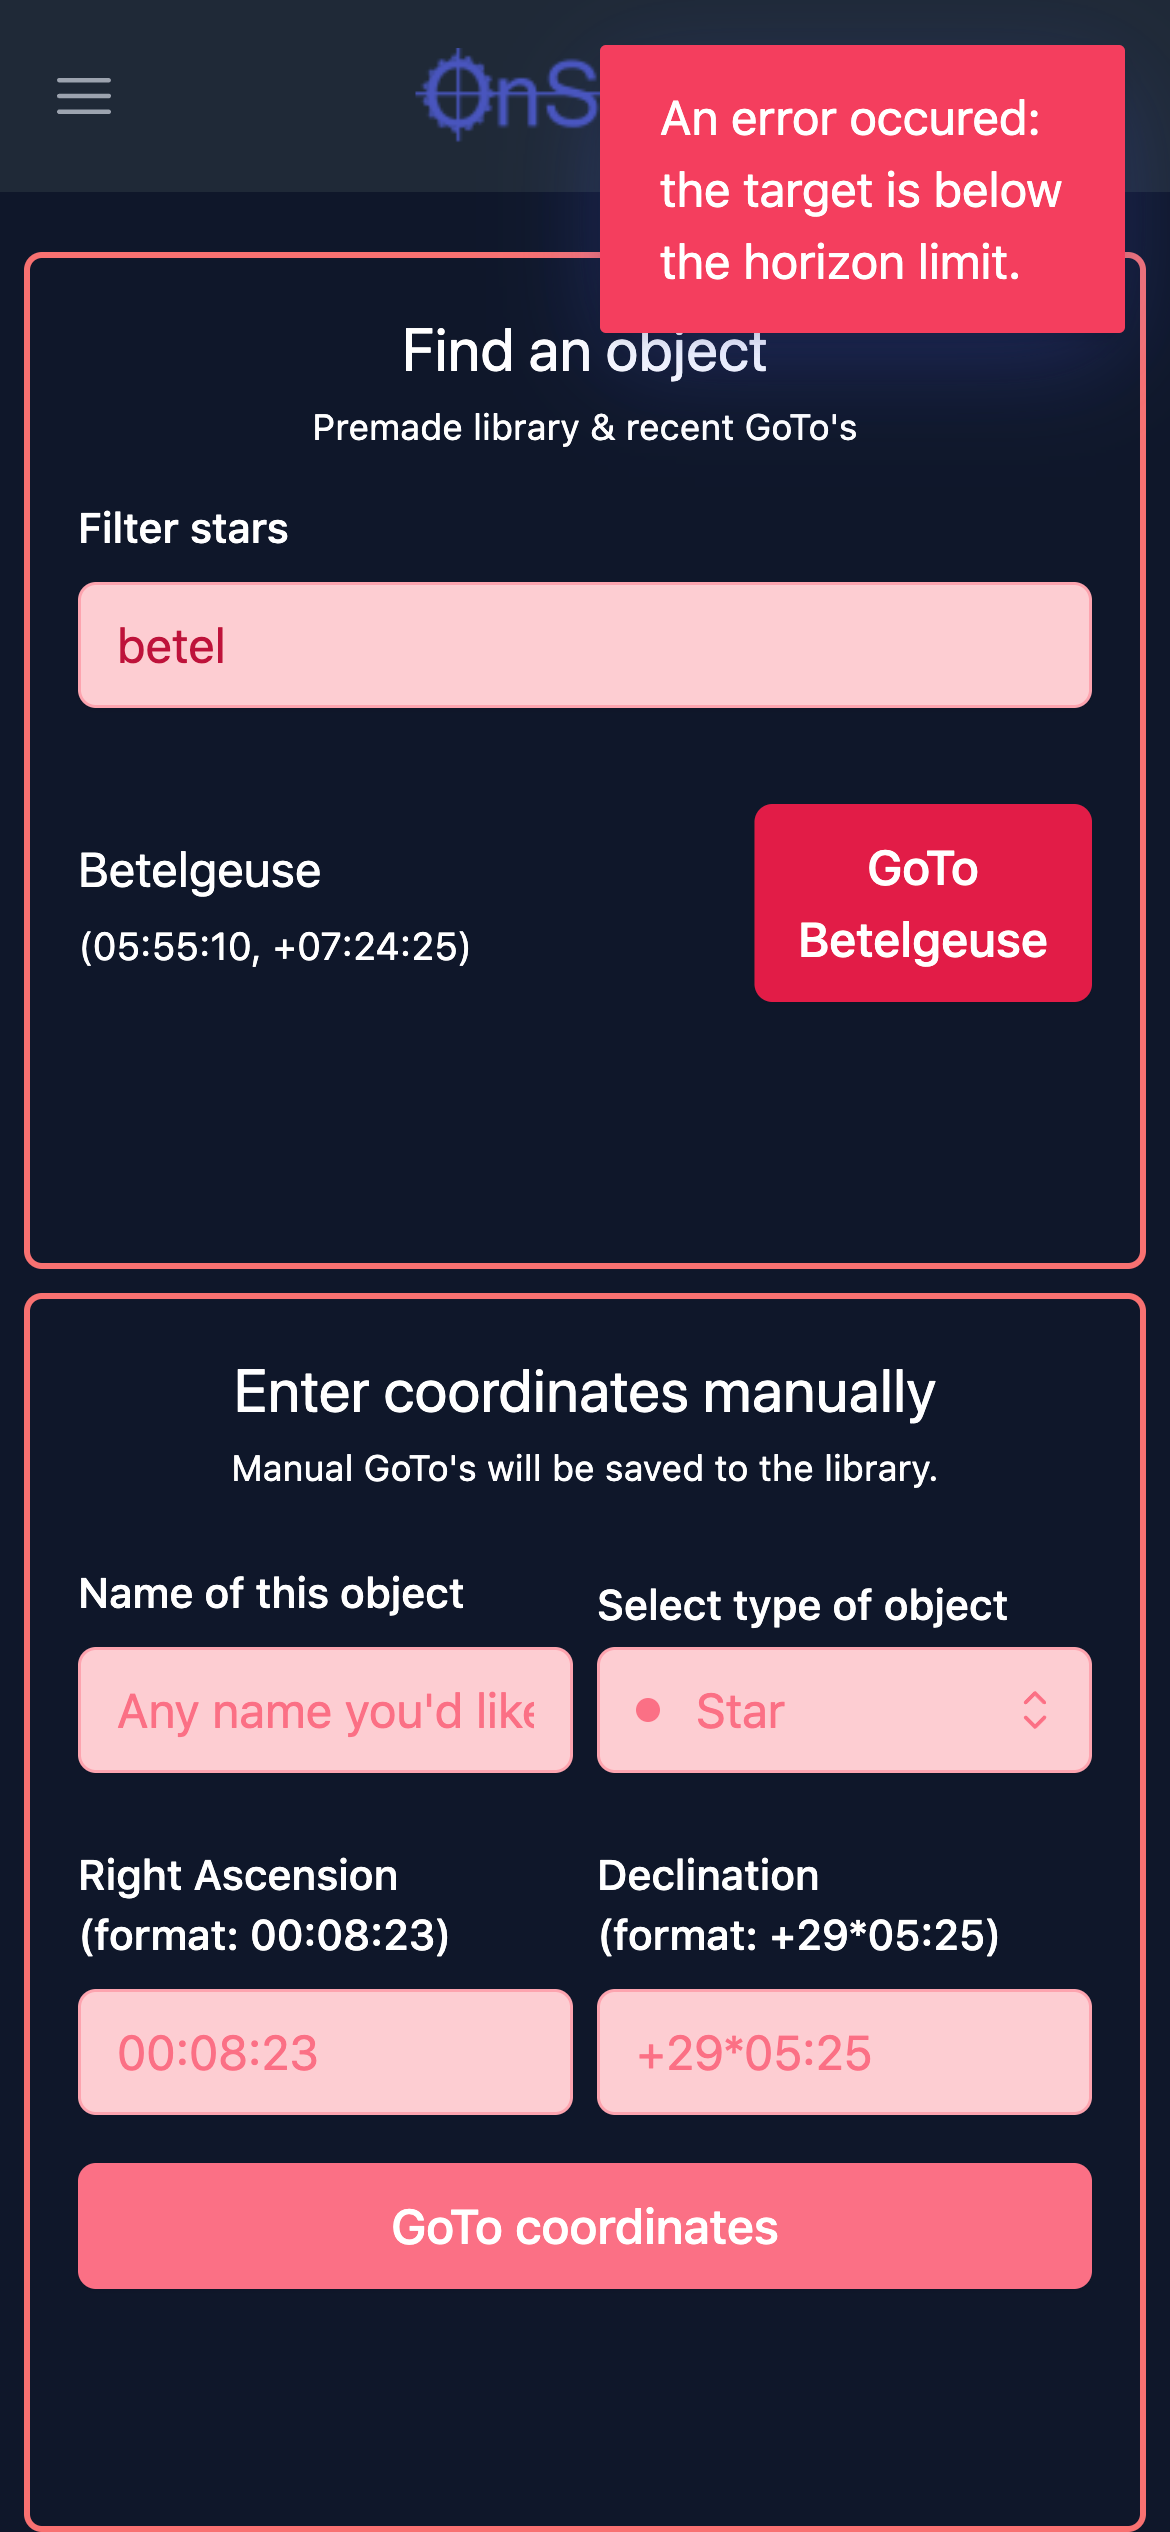 OnS
An error occured:
the target is below
the horizon limit.
Find an object
Premade library & recent GoTo's
Filter stars
betel
Betelgeuse
(05:55:10, +07:24:25)
GoTo
Betelgeuse
Enter coordinates manually
Manual GoTo's will be saved to the library.
Name of this object
Select type of object
Any name you'd like
Star
Right Ascension
(format: 00:08:23)
Declination
(format: +29*05:25)
00:08:23
+29*05:25
GoTo coordinates